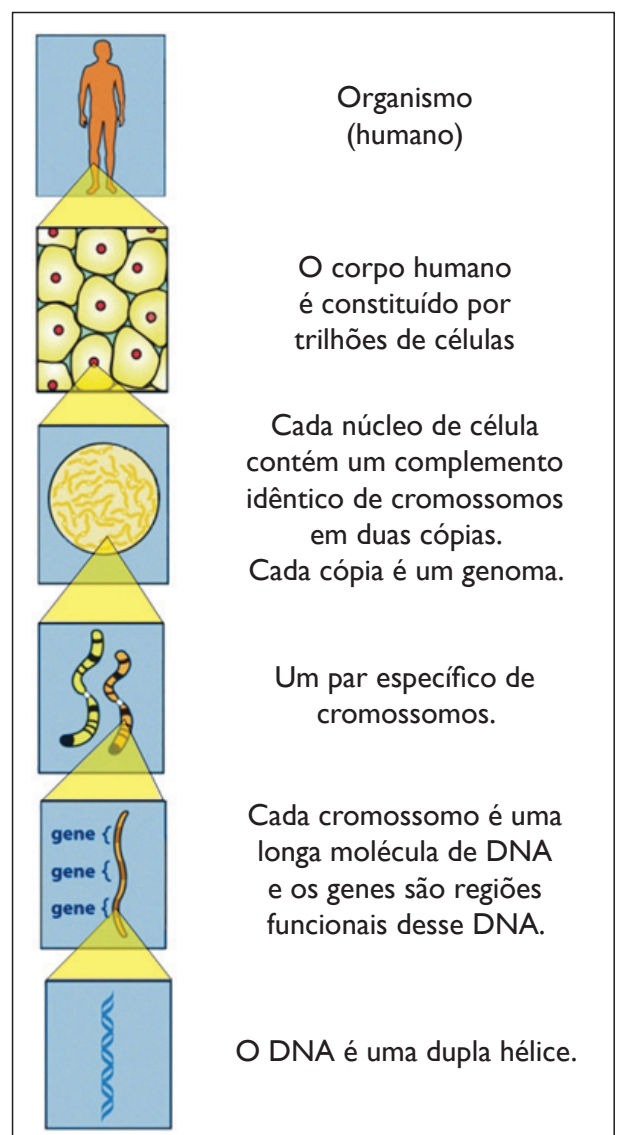 Organismo
(humano)
O corpo humano
é constituído por
trilhões de células
Cada núcleo de célula
contém um complemento
idêntico de cromossomos
em duas cópias.
Cada cópia é um genoma.
Um par específico de
cromossomos.
gene {
gene {
gene {
Cada cromossomo é uma
longa molécula de DNA
e os genes são regiões
funcionais desse DNA.
O DNA é uma dupla hélice.